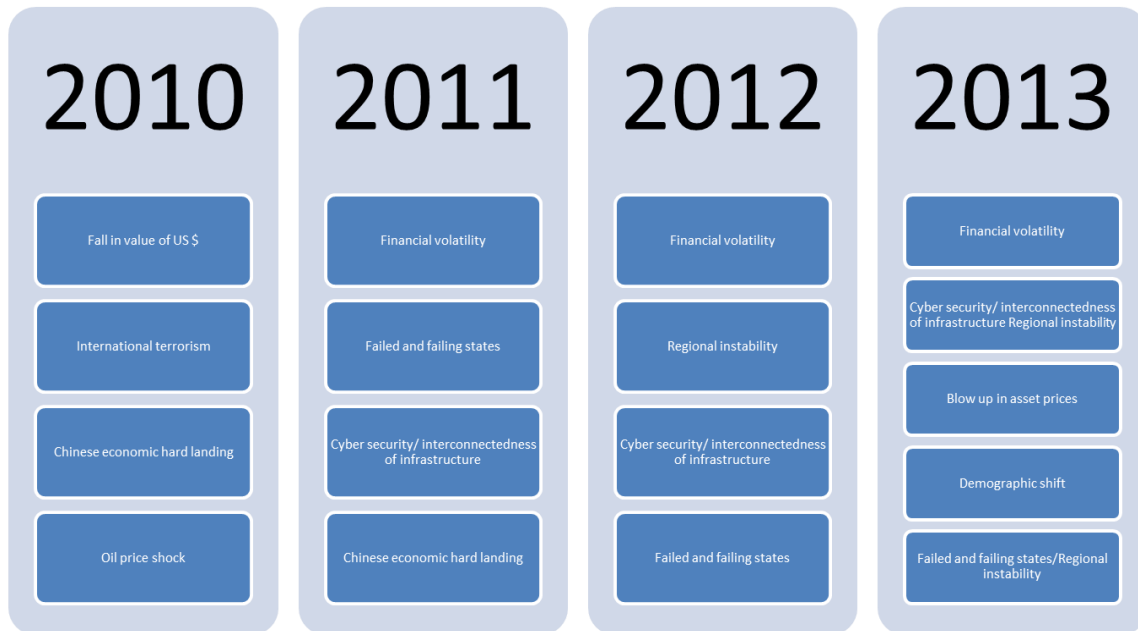 2010
Fall in value of US $
International terrorism
Chinese economic hard landing
Oil price shock
2011
Financial volatility
Failed and failing states
Cyber security/ interconnectedness
of infrastructure
Chinese economic hard landing
2012
Financial volatility
Regional instability
Cyber security/ interconnectedness
of infrastructure
Failed and failing states
2013
Financial volatility
Cyber security/ interconnectedness
of infrastructure Regional instability
Blow up in asset prices
Demographic shift
Failed and failing states/Regional
instability